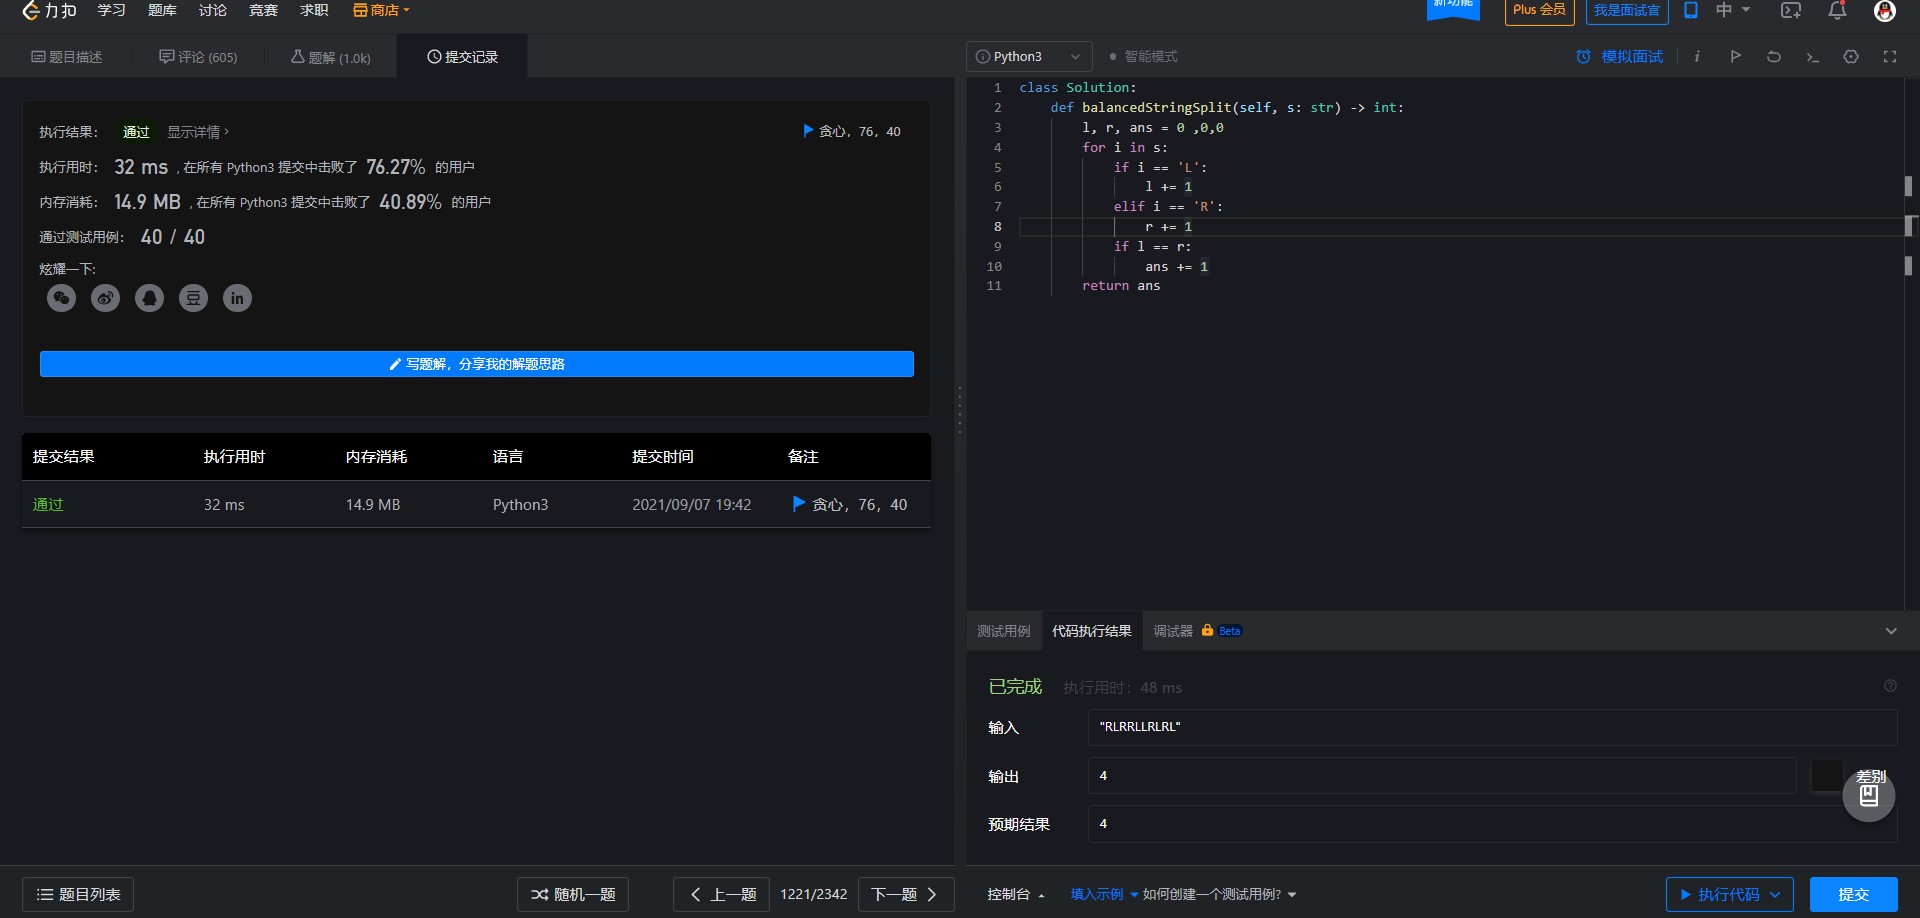 力扣 学习 题库 讨论 竞赛 求职 商店 新功能 Plus 会员 我是面试官 中
题目描述 评论 (605) 题解 (1.0k) 提交记录
执行结果： 通过 显示详情 › 贪心，76，40
执行用时： 32 ms , 在所有 Python3 提交中击败了 76.27% 的用户
内存消耗： 14.9 MB , 在所有 Python3 提交中击败了 40.89% 的用户
通过测试用例： 40 / 40
炫耀一下:
豆 in
写题解，分享我的解题思路
提交结果 执行用时 内存消耗 语言 提交时间 备注
通过 32 ms 14.9 MB Python3 2021/09/07 19:42 贪心，76，40
题目列表 随机一题 上一题 1221/2342 下一题
Python3 智能模式 模拟面试 i
1 class Solution:
2 def balancedStringSplit(self, s: str) -> int:
3 l, r, ans = 0 ,0,0
4 for i in s:
5 if i == 'L':
6 l += 1
7 elif i == 'R':
8 r += 1
9 if l == r:
10 ans += 1
11 return ans
测试用例 代码执行结果 调试器 Beta
已完成 执行用时：48 ms
输入 "RLRRLLRLRL"
输出 4 差别
预期结果 4
控制台 填入示例 如何创建一个测试用例? 执行代码 提交